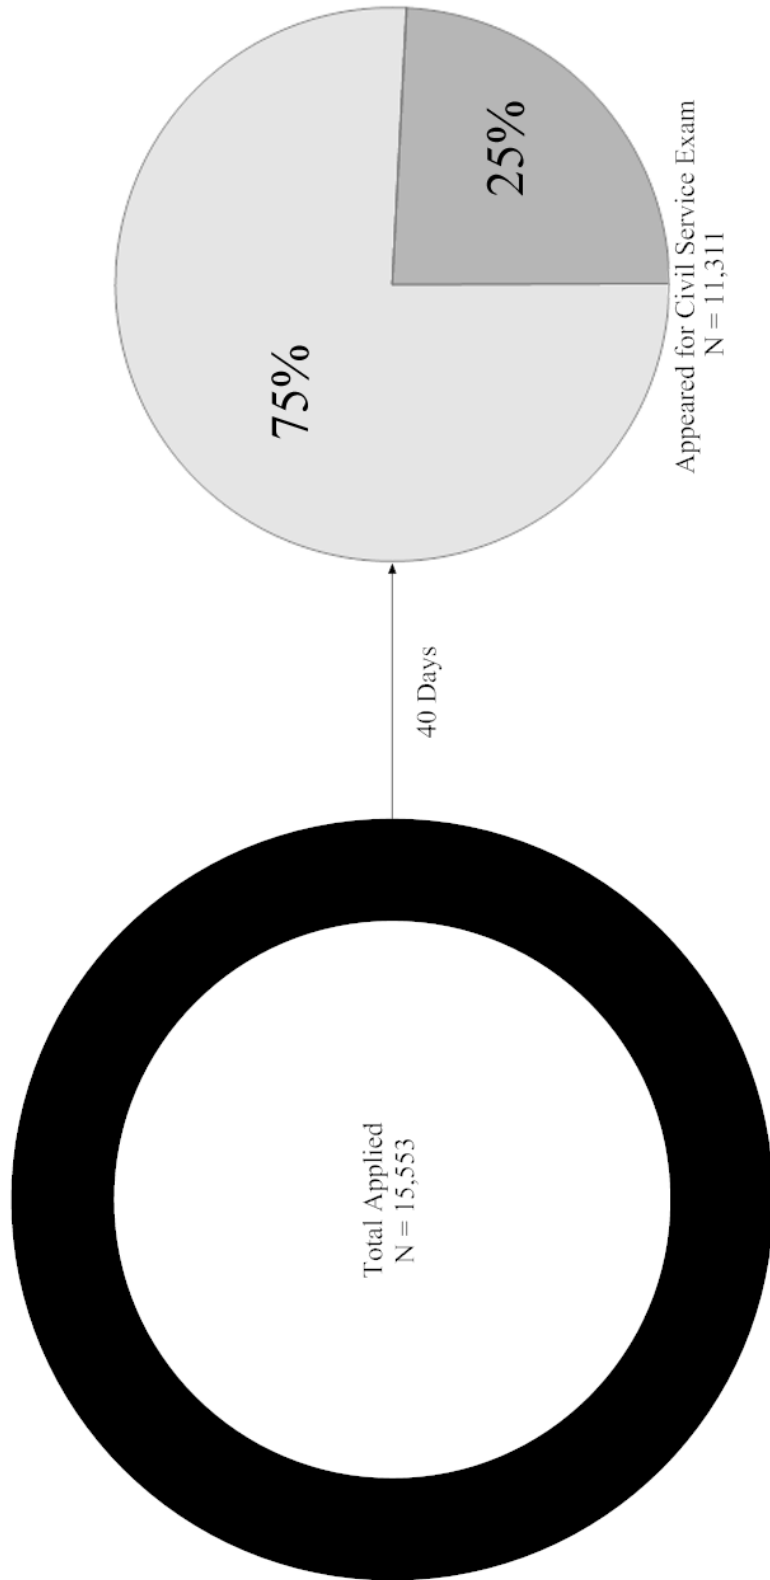 Total Applied
N = 15,553
40 Days
75%
25%
Appeared for Civil Service Exam
N = 11,311